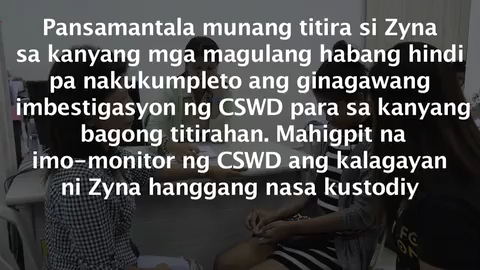 Pansamantala munang titira si Zyna
sa kanyang mga magulang habang hindi
pa nakukumpleto ang ginagawang
imbestigasyon ng CSWD para sa kanyang
bagong titirahan. Mahigpit na
imo-monitor ng CSWD ang kalagayan
ni Zyna hanggang nasa kustodiy